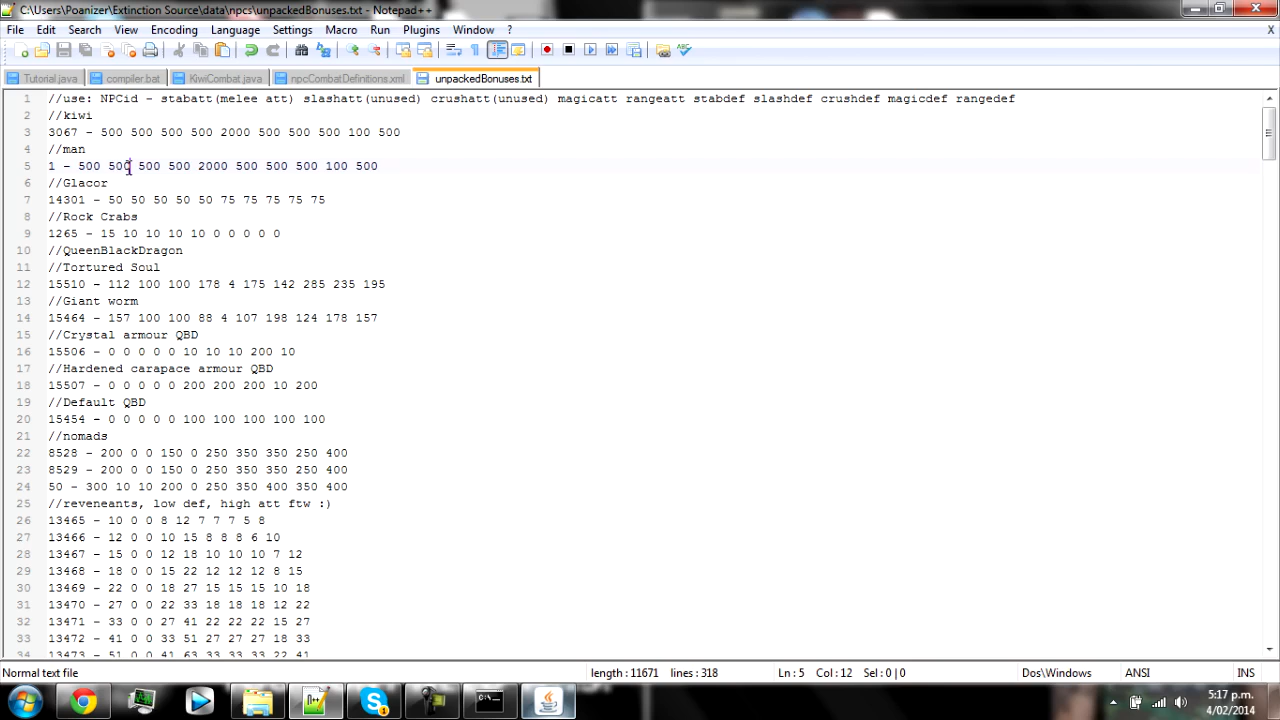 C:\Users\Poanizer\Extinction Source\data\npcs\unpackedBonuses.txt - Notepad++
File Edit Search View Encoding Language Settings Macro Run Plugins Window ? X
Tutorial.java compiler.bat KiwiCombat.java npcCombatDefinitions.xml unpackedBonuses.txt
1 //use: NPCid - stabatt(melee att) slashatt(unused) crushatt(unused) magicatt rangeatt stabdef slashdef crushdef magicdef rangedef
2 //kiwi
3 3067 - 500 500 500 500 2000 500 500 500 100 500
4 //man
5 1 - 500 500 500 500 2000 500 500 500 100 500
6 //Glacor
7 14301 - 50 50 50 50 50 75 75 75 75 75
8 //Rock Crabs
9 1265 - 15 10 10 10 10 0 0 0 0 0
10 //QueenBlackDragon
11 //Tortured Soul
12 15510 - 112 100 100 178 4 175 142 285 235 195
13 //Giant worm
14 15464 - 157 100 100 88 4 107 198 124 178 157
15 //Crystal armour QBD
16 15506 - 0 0 0 0 0 10 10 10 200 10
17 //Hardened carapace armour QBD
18 15507 - 0 0 0 0 0 200 200 200 10 200
19 //Default QBD
20 15454 - 0 0 0 0 0 100 100 100 100 100
21 //nomads
22 8528 - 200 0 0 150 0 250 350 350 250 400
23 8529 - 200 0 0 150 0 250 350 350 250 400
24 50 - 300 10 10 200 0 250 350 400 350 400
25 //reveneants, low def, high att ftw :)
26 13465 - 10 0 0 8 12 7 7 7 5 8
27 13466 - 12 0 0 10 15 8 8 8 6 10
28 13467 - 15 0 0 12 18 10 10 10 7 12
29 13468 - 18 0 0 15 22 12 12 12 8 15
30 13469 - 22 0 0 18 27 15 15 15 10 18
31 13470 - 27 0 0 22 33 18 18 18 12 22
32 13471 - 33 0 0 27 41 22 22 22 15 27
33 13472 - 41 0 0 33 51 27 27 27 18 33
34 13473 - 51 0 0 41 63 33 33 33 22 41
Normal text file length : 11671 lines : 318 Ln : 5 Col : 12 Sel : 0 | 0 Dos\Windows ANSI INS
5:17 p.m.
4/02/2014